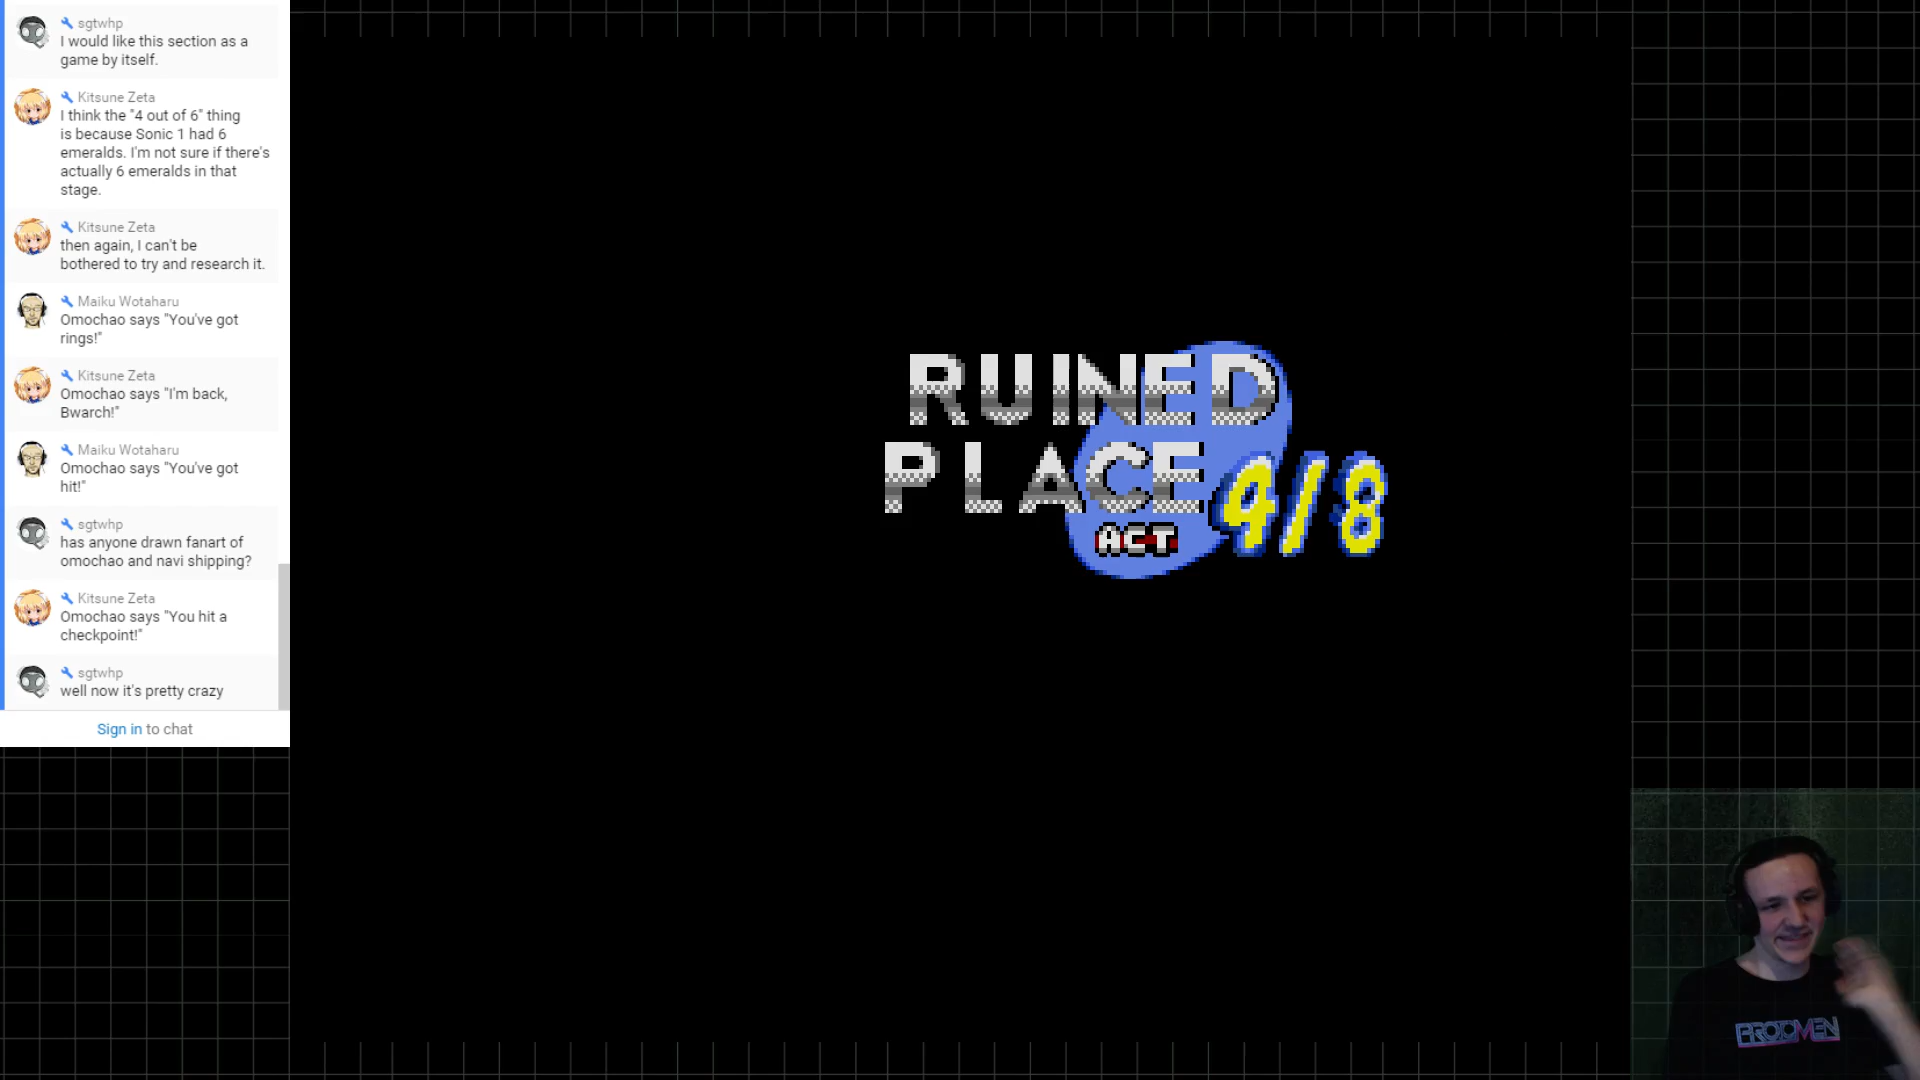 sgtwhp
I would like this section as a
game by itself.
Kitsune Zeta
I think the "4 out of 6" thing
is because Sonic 1 had 6
emeralds. I'm not sure if there's
actually 6 emeralds in that
stage.
Kitsune Zeta
then again, I can't be
bothered to try and research it.
Maiku Wotaharu
Omochao says "You've got
rings!"
Kitsune Zeta
Omochao says "I'm back,
Bwarch!"
Maiku Wotaharu
Omochao says "You've got
hit!"
sgtwhp
has anyone drawn fanart of
omochao and navi shipping?
Kitsune Zeta
Omochao says "You hit a
checkpoint!"
sgtwhp
well now it's pretty crazy
Sign in to chat
RUINED
PLACE
ACT 9/8
PROTOMEN